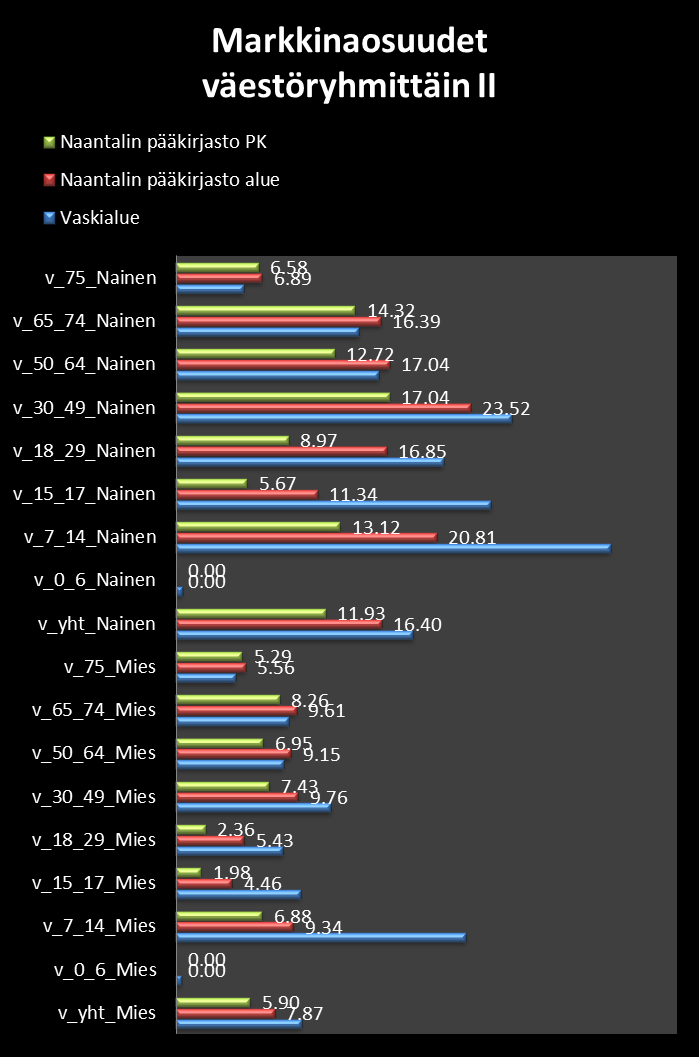 Markkinaosuudet
väestöryhmittäin II
Naantalin pääkirjasto PK
Naantalin pääkirjasto alue
Vaskialue
v_75_Nainen 6.58 6.89
v_65_74_Nainen 14.32 16.39
v_50_64_Nainen 12.72 17.04
v_30_49_Nainen 17.04 23.52
v_18_29_Nainen 8.97 16.85
v_15_17_Nainen 5.67 11.34
v_7_14_Nainen 13.12 20.81
v_0_6_Nainen 0.00 0.00
v_yht_Nainen 11.93 16.40
v_75_Mies 5.29 5.56
v_65_74_Mies 8.26 9.61
v_50_64_Mies 6.95 9.15
v_30_49_Mies 7.43 9.76
v_18_29_Mies 2.36 5.43
v_15_17_Mies 1.98 4.46
v_7_14_Mies 6.88 9.34
v_0_6_Mies 0.00 0.00
v_yht_Mies 5.90 7.87